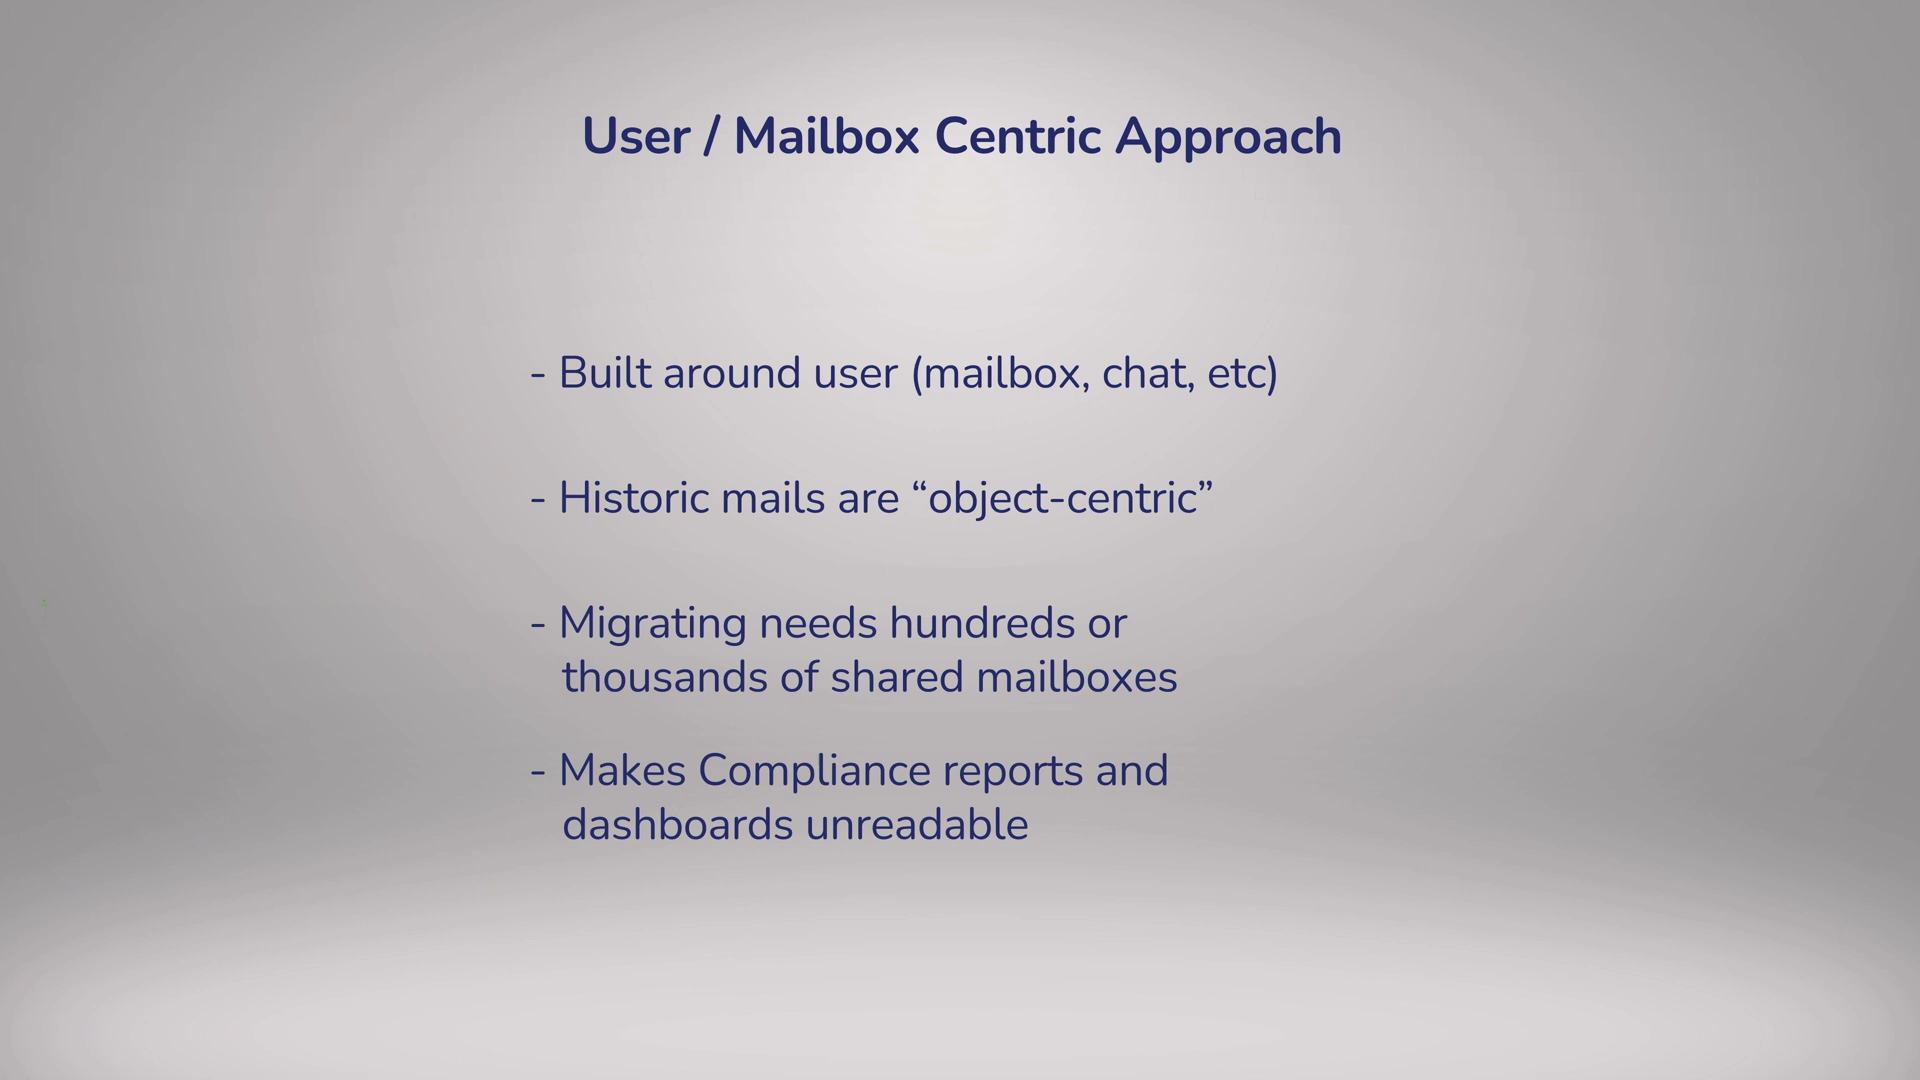 User / Mailbox Centric Approach
- Built around user (mailbox, chat, etc)
- Historic mails are “object-centric”
- Migrating needs hundreds or
thousands of shared mailboxes
- Makes Compliance reports and
dashboards unreadable